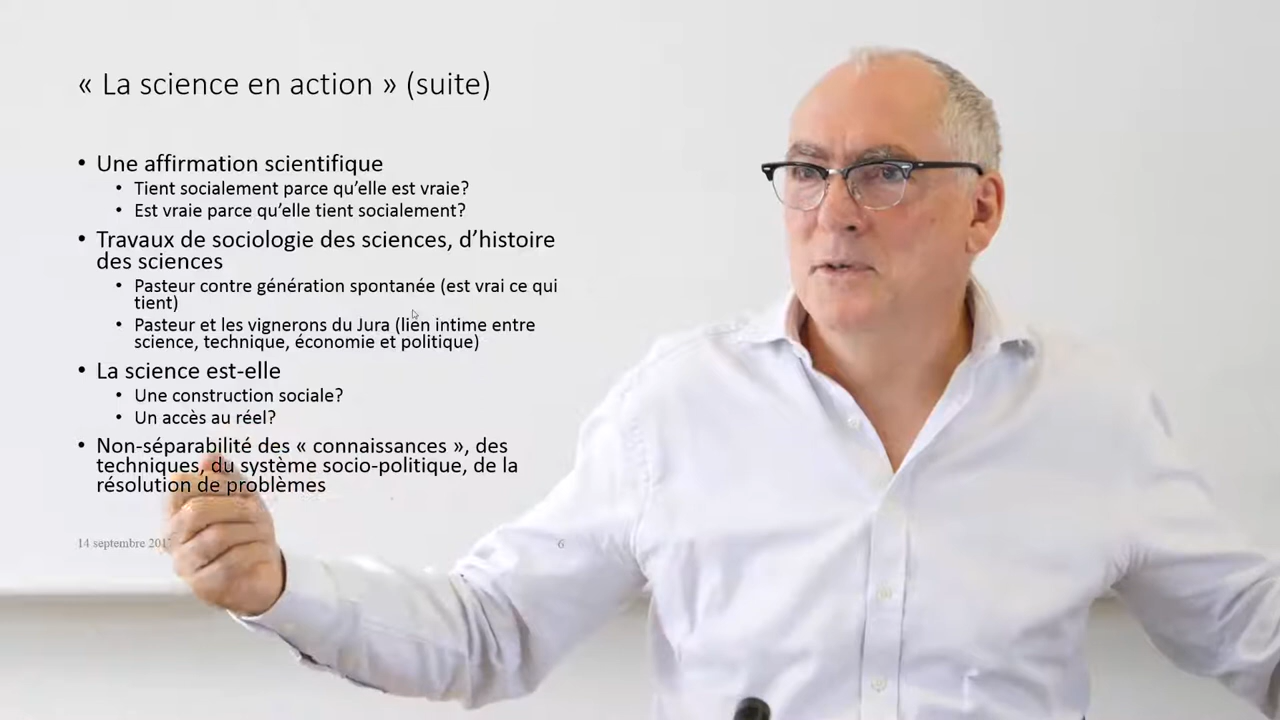 « La science en action » (suite)
• Une affirmation scientifique
• Tient socialement parce qu’elle est vraie?
• Est vraie parce qu’elle tient socialement?
• Travaux de sociologie des sciences, d’histoire
des sciences
• Pasteur contre génération spontanée (est vrai ce qui
tient)
• Pasteur et les vignerons du Jura (lien intime entre
science, technique, économie et politique)
• La science est-elle
• Une construction sociale?
• Un accès au réel?
• Non-séparabilité des « connaissances », des
techniques, du système socio-politique, de la
résolution de problèmes
14 septembre
6